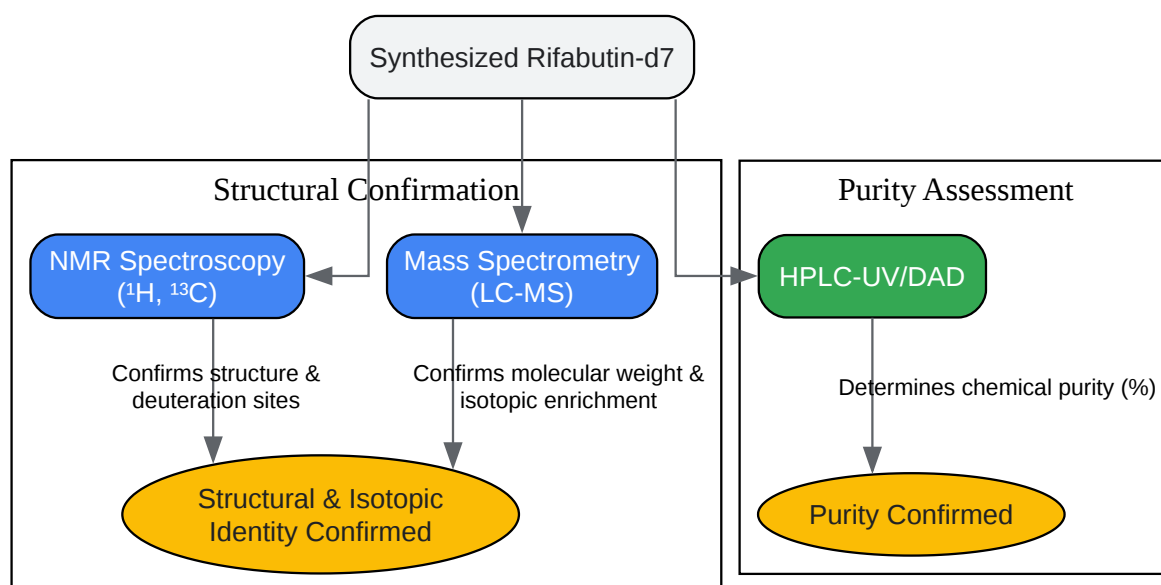 Synthesized Rifabutin-d7
Structural Confirmation
Purity Assessment
NMR Spectroscopy
(¹H, ¹³C)
Mass Spectrometry
(LC-MS)
HPLC-UV/DAD
Confirms structure &
deuteration sites
Confirms molecular weight &
isotopic enrichment
Determines chemical purity (%)
Structural & Isotopic
Identity Confirmed
Purity Confirmed